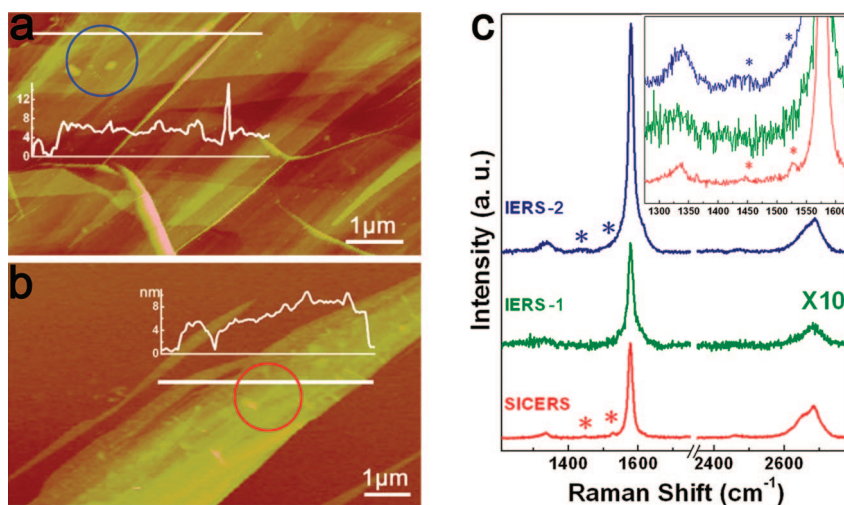 a
12
8
4
0
1μm
b
nm
8
4
0
1μm
c
Intensity (a. u.)
IERS-2
* *
IERS-1
X10
SICERS
* *
* *
* *
1300 1350 1400 1450 1500 1550 1600
1400 1600 2400 2600
Raman Shift (cm⁻¹)